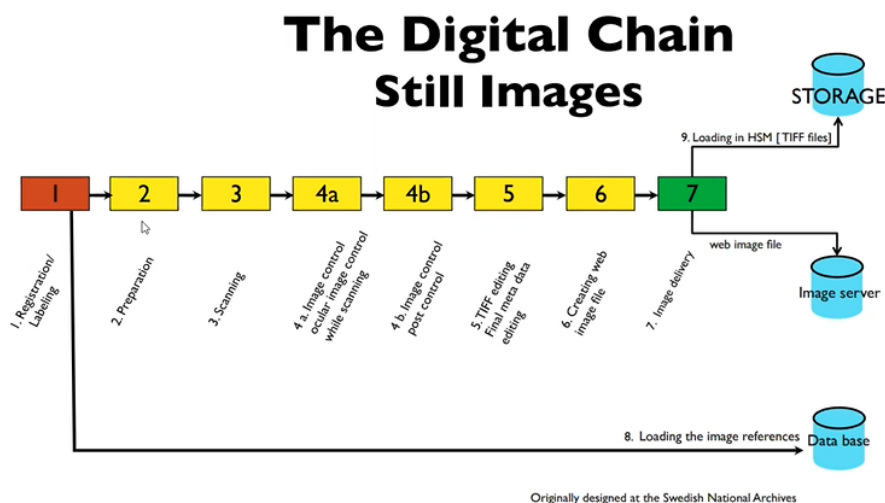 The Digital Chain
Still Images
STORAGE
9. Loading in HSM [ TIFF files]
1
2
3
4a
4b
5
6
7
web image file
Image server
1. Registration/
Labeling
2. Preparation
3. Scanning
4 a. Image control
ocular image control
while scanning
4 b. Image control
post control
5. TIFF editing
Final meta data
editing
6. Creating web
image file
7. Image delivery
8. Loading the image references
Data base
Originally designed at the Swedish National Archives